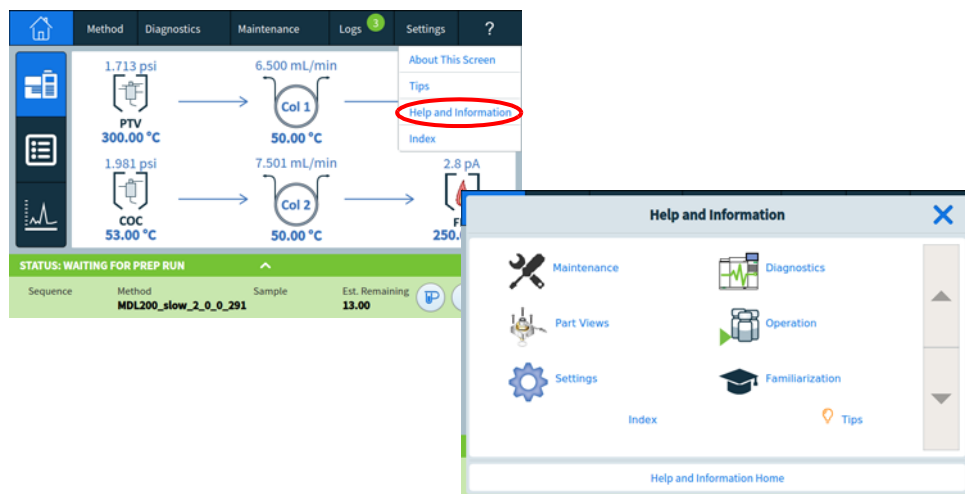 Method Diagnostics Maintenance Logs 3 Settings ?
About This Screen
Tips
Help and Information
Index
1.713 psi 6.500 mL/min
Col 1
PTV
300.00 °C 50.00 °C
1.981 psi 7.501 mL/min 2.8 pA
Col 2
COC
53.00 °C 50.00 °C 250.
STATUS: WAITING FOR PREP RUN
Sequence Method Sample Est. Remaining
MDL200_slow_2_0_0_291 13.00
P
Help and Information
Maintenance Diagnostics
Part Views Operation
Settings Familiarization
Index Tips
Help and Information Home